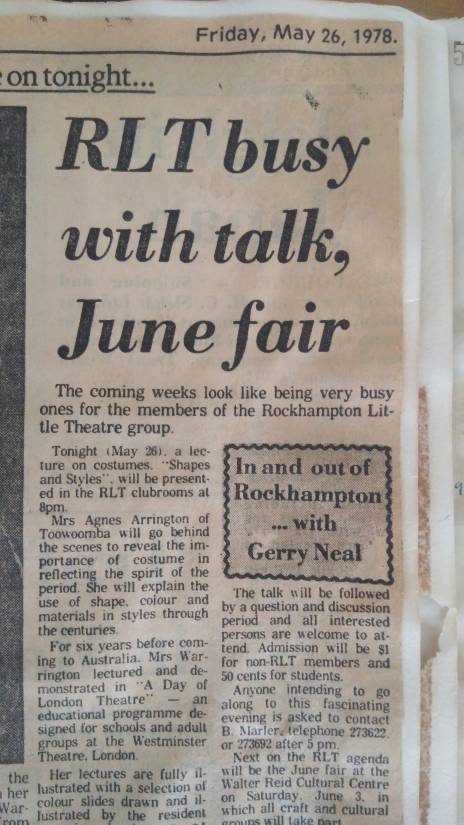 Friday, May 26, 1978.
on tonight...
RLT busy
with talk,
June fair
The coming weeks look like being very busy
ones for the members of the Rockhampton Lit-
tle Theatre group.
Tonight (May 26), a lec-
ture on costumes, "Shapes
and Styles", will be present-
ed in the RLT clubrooms at
8pm.
Mrs Agnes Arrington of
Toowoomba will go behind
the scenes to reveal the im-
portance of costume in
reflecting the spirit of the
period. She will explain the
use of shape, colour and
materials in styles through
the centuries.
For six years before com-
ing to Australia, Mrs War-
rington lectured and de-
monstrated in "A Day of
London Theatre" — an
educational programme de-
signed for schools and adult
groups at the Westminster
Theatre, London.
Her lectures are fully il-
lustrated with a selection of
colour slides drawn and il-
lustrated by the resident
In and out of
Rockhampton
... with
Gerry Neal
The talk will be followed
by a question and discussion
period and all interested
persons are welcome to at-
tend. Admission will be $1
for non-RLT members and
50 cents for students.
Anyone intending to go
along to this fascinating
evening is asked to contact
B. Marler, telephone 273622,
or 273692 after 5 pm.
Next on the RLT agenda
will be the June fair at the
Walter Reid Cultural Centre
on Saturday, June 3, in
which all craft and cultural
groups will take part
the
her
War-
from
5